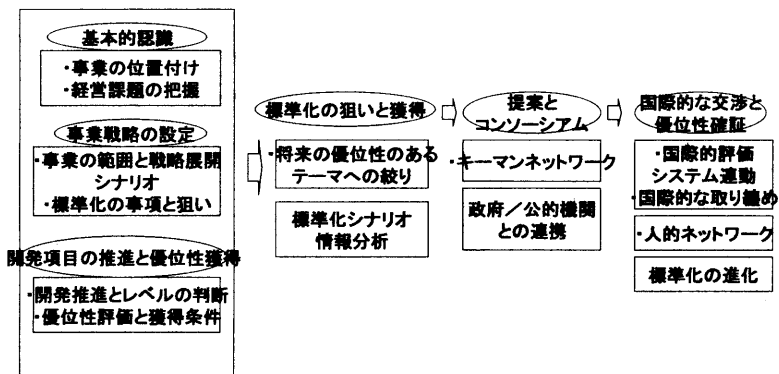 基本的認識
・事業の位置付け
・経営課題の把握
事業戦略の設定
・事業の範囲と戦略展開
シナリオ
・標準化の事項と狙い
開発項目の推進と優位性獲得
・開発推進とレベルの判断
・優位性評価と獲得条件
標準化の狙いと獲得
・将来の優位性のある
テーマへの絞り
標準化シナリオ
情報分析
提案と
コンソーシアム
・キーマンネットワーク
政府／公的機関
との連携
国際的な交渉と
優位性確証
・国際的評価
システム連動
・国際的な取り纏め
・人的ネットワーク
標準化の進化